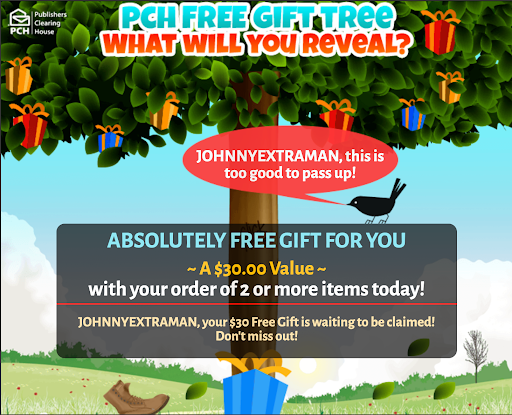 Publishers
Clearing
House
PCH
PCH FREE GIFT TREE
WHAT WILL YOU REVEAL?
JOHNNYEXTRAMAN, this is
too good to pass up!
ABSOLUTELY FREE GIFT FOR YOU
~ A $30.00 Value ~
with your order of 2 or more items today!
JOHNNYEXTRAMAN, your $30 Free Gift is waiting to be claimed!
Don't miss out!